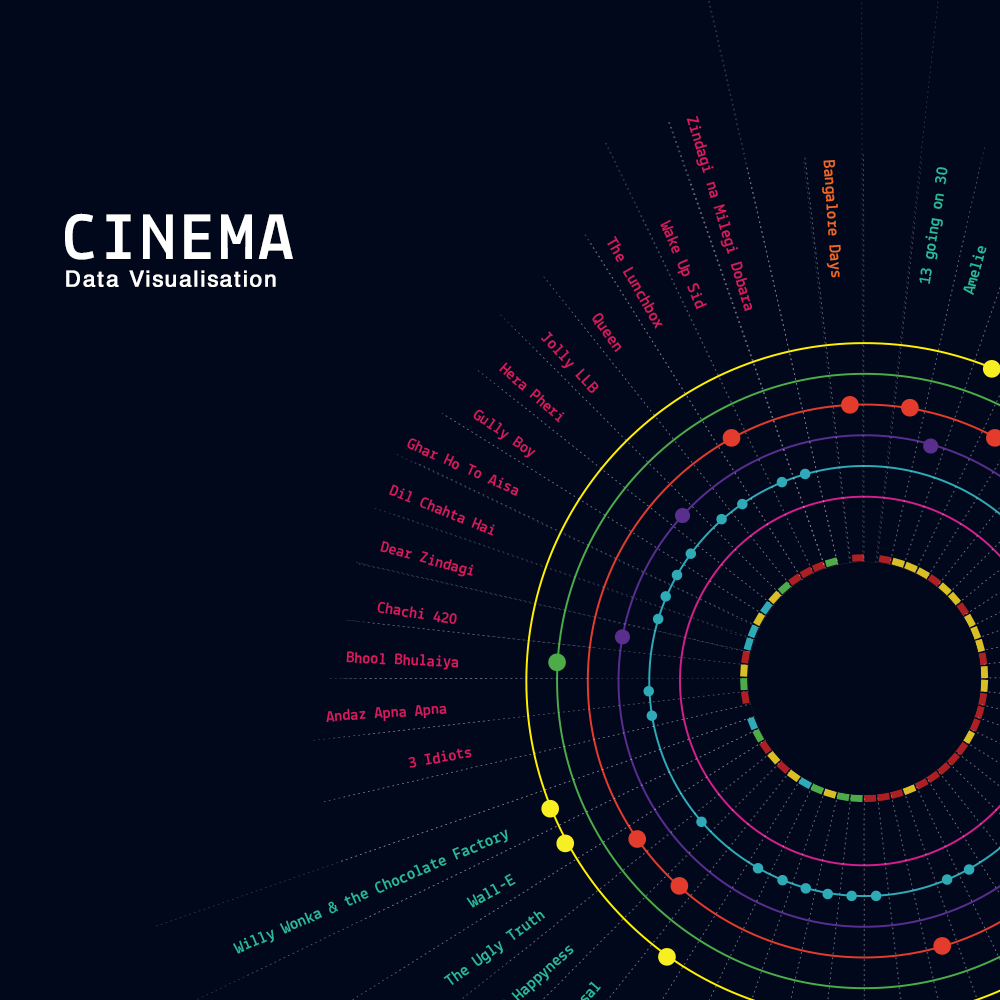 CINEMA
Data Visualisation
Amelie
13 going on 30
Bangalore Days
Zindagi na Milegi Dobara
Wake Up Sid
The Lunchbox
Queen
Jolly LLB
Hera Pheri
Gully Boy
Ghar Ho To Aisa
Dil Chahta Hai
Dear Zindagi
Chachi 420
Bhool Bhulaiya
Andaz Apna Apna
3 Idiots
Willy Wonka & the Chocolate Factory
Wall-E
The Ugly Truth
Happyness
sal